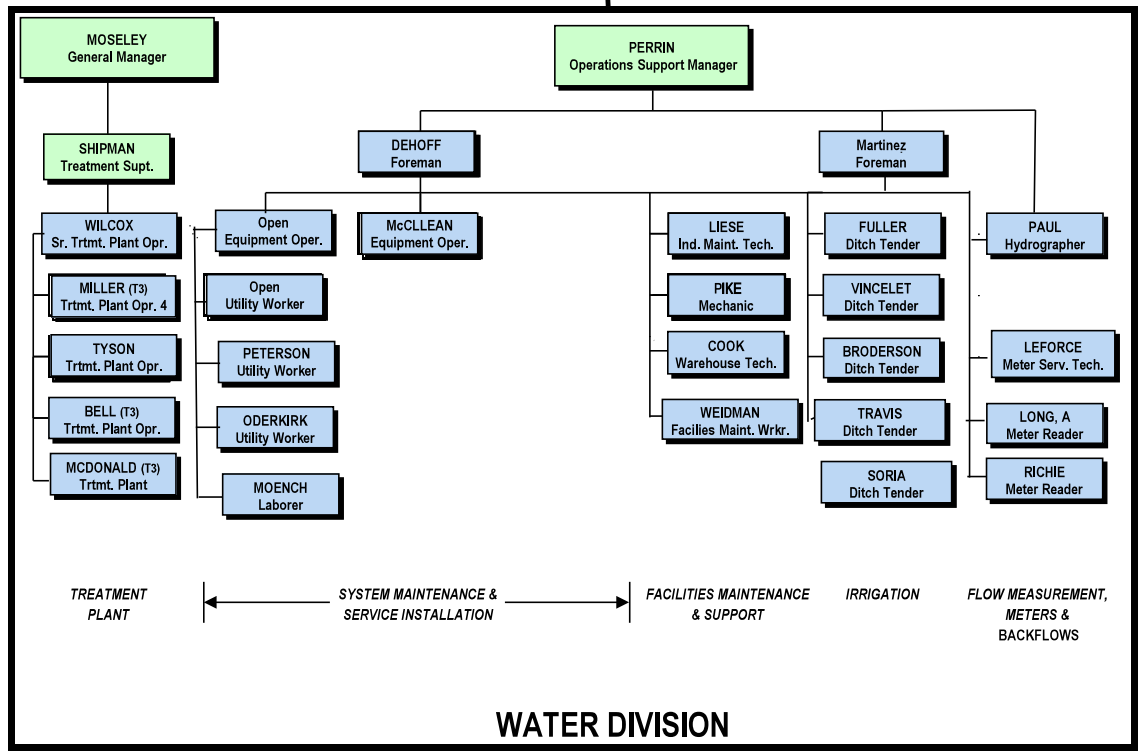 MOSELEY
General Manager
PERRIN
Operations Support Manager
SHIPMAN
Treatment Supt.
DEHOFF
Foreman
Martinez
Foreman
WILCOX
Sr. Trtmt. Plant Opr.
Open
Equipment Oper.
McCLLEAN
Equipment Oper.
LIESE
Ind. Maint. Tech.
FULLER
Ditch Tender
PAUL
Hydrographer
MILLER (T3)
Trtmt. Plant Opr. 4
Open
Utility Worker
PIKE
Mechanic
VINCELET
Ditch Tender
TYSON
Trtmt. Plant Opr.
PETERSON
Utility Worker
COOK
Warehouse Tech.
BRODERSON
Ditch Tender
LEFORCE
Meter Serv. Tech.
BELL (T3)
Trtmt. Plant Opr.
ODERKIRK
Utility Worker
WEIDMAN
Facilies Maint. Wrkr.
TRAVIS
Ditch Tender
LONG, A
Meter Reader
MCDONALD (T3)
Trtmt. Plant
MOENCH
Laborer
SORIA
Ditch Tender
RICHIE
Meter Reader
TREATMENT
PLANT
SYSTEM MAINTENANCE &
SERVICE INSTALLATION
FACILITIES MAINTENANCE
& SUPPORT
IRRIGATION
FLOW MEASUREMENT,
METERS &
BACKFLOWS
WATER DIVISION